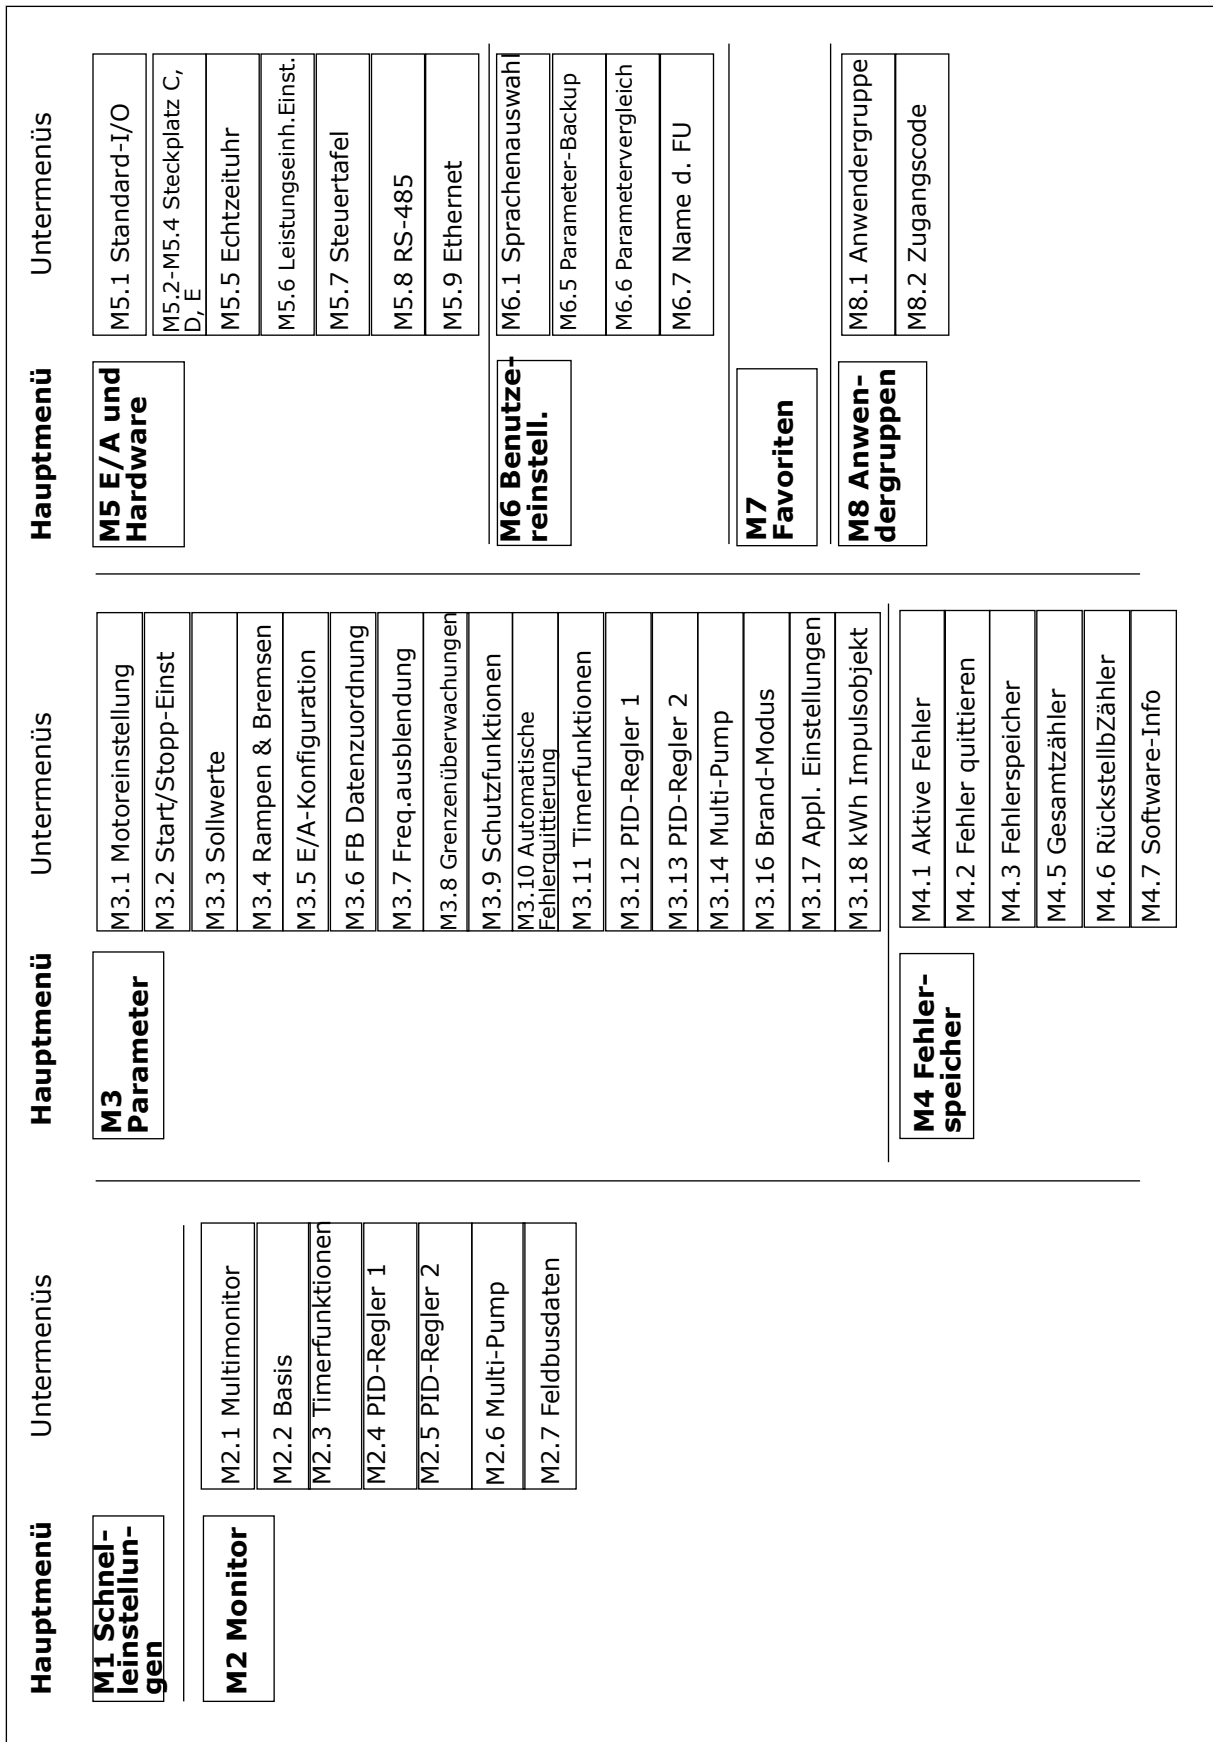 Hauptmenü
Untermenüs
M1 Schnel-
leinstellun-
gen
M2 Monitor
M2.1 Multimonitor
M2.2 Basis
M2.3 Timerfunktionen
M2.4 PID-Regler 1
M2.5 PID-Regler 2
M2.6 Multi-Pump
M2.7 Feldbusdaten
Hauptmenü
Untermenüs
M3
Parameter
M3.1 Motoreinstellung
M3.2 Start/Stopp-Einst
M3.3 Sollwerte
M3.4 Rampen & Bremsen
M3.5 E/A-Konfiguration
M3.6 FB Datenzuordnung
M3.7 Freq.ausblendung
M3.8 Grenzenüberwachungen
M3.9 Schutzfunktionen
M3.10 Automatische
Fehlerquittierung
M3.11 Timerfunktionen
M3.12 PID-Regler 1
M3.13 PID-Regler 2
M3.14 Multi-Pump
M3.16 Brand-Modus
M3.17 Appl. Einstellungen
M3.18 kWh Impulsobjekt
M4 Fehler-
speicher
M4.1 Aktive Fehler
M4.2 Fehler quittieren
M4.3 Fehlerspeicher
M4.5 Gesamtzähler
M4.6 RückstellbZähler
M4.7 Software-Info
Hauptmenü
Untermenüs
M5 E/A und
Hardware
M5.1 Standard-I/O
M5.2-M5.4 Steckplatz C,
D, E
M5.5 Echtzeituhr
M5.6 Leistungseinh.Einst.
M5.7 Steuertafel
M5.8 RS-485
M5.9 Ethernet
M6 Benutze-
reinstell.
M6.1 Sprachenauswahl
M6.5 Parameter-Backup
M6.6 Parametervergleich
M6.7 Name d. FU
M7
Favoriten
M8 Anwen-
dergruppen
M8.1 Anwendergruppe
M8.2 Zugangscode